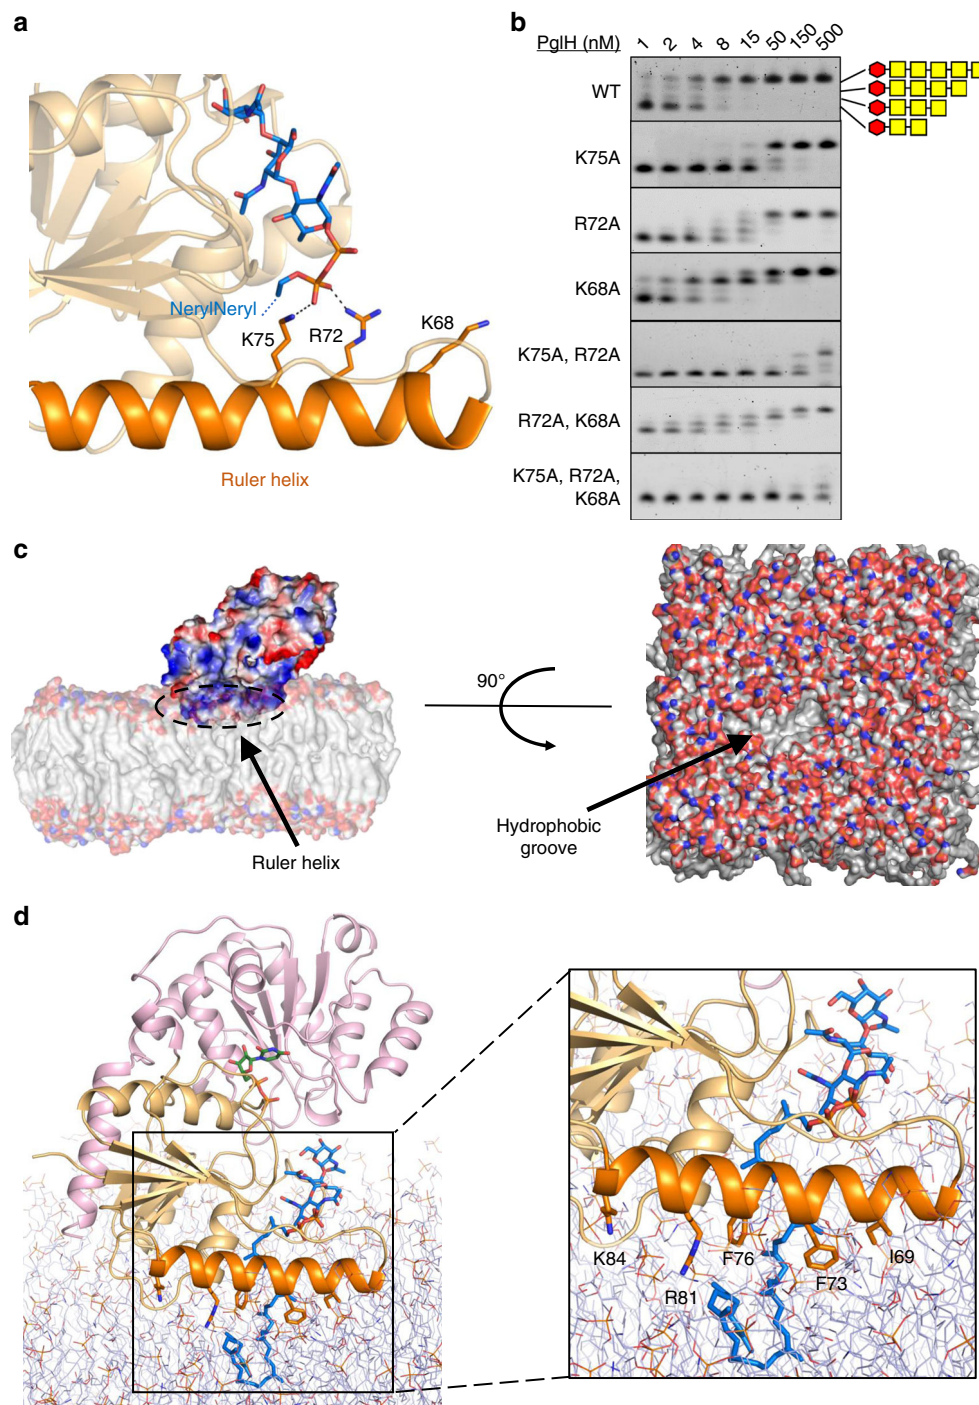 a
NerylNeryl
K75
R72
K68
Ruler helix
b
PglH (nM)
1 2 4 8 15 50 150 500
WT
K75A
R72A
K68A
K75A, R72A
R72A, K68A
K75A, R72A,
K68A
c
90°
Ruler helix
Hydrophobic
groove
d
K84
R81
F76
F73
I69